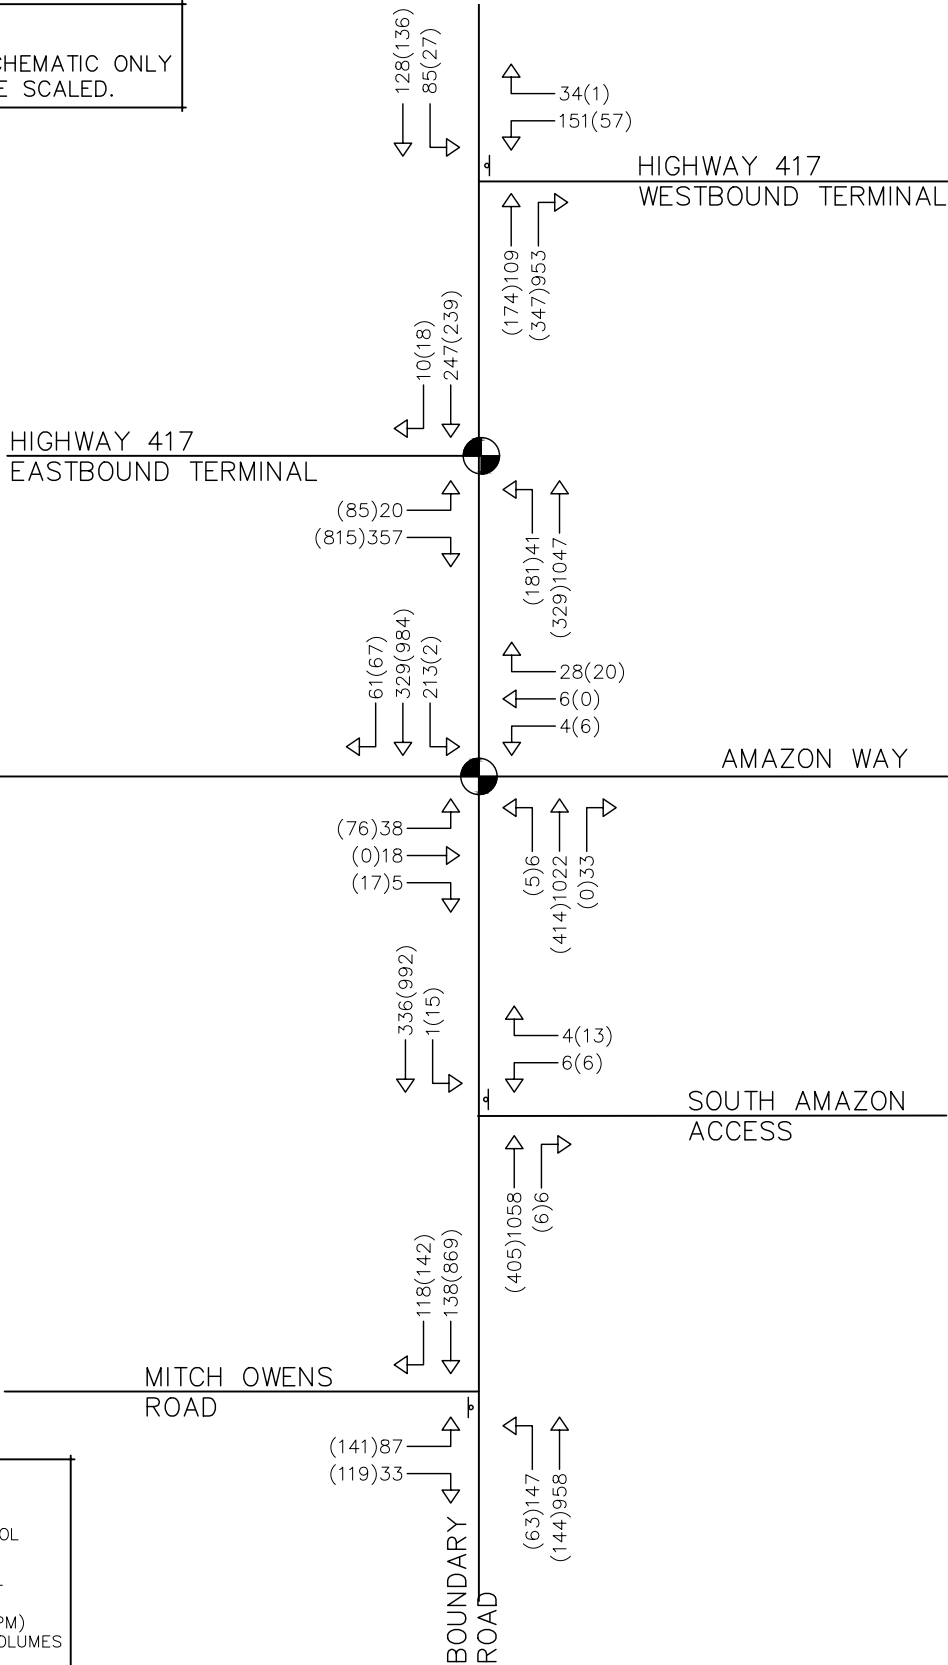 CHEMATIC ONLY
E SCALED.
128(136)
85(27)
34(1)
151(57)
HIGHWAY 417
WESTBOUND TERMINAL
(174)109
(347)953
10(18)
247(239)
HIGHWAY 417
EASTBOUND TERMINAL
(85)20
(815)357
(181)41
(329)1047
61(67)
329(984)
213(2)
28(20)
6(0)
4(6)
AMAZON WAY
(76)38
(0)18
(17)5
(5)6
(414)1022
(0)33
336(992)
1(15)
4(13)
6(6)
SOUTH AMAZON
ACCESS
(405)1058
(6)6
118(142)
138(869)
MITCH OWENS
ROAD
(141)87
(119)33
(63)147
(144)958
BOUNDARY
ROAD
OL
PM)
OLUMES